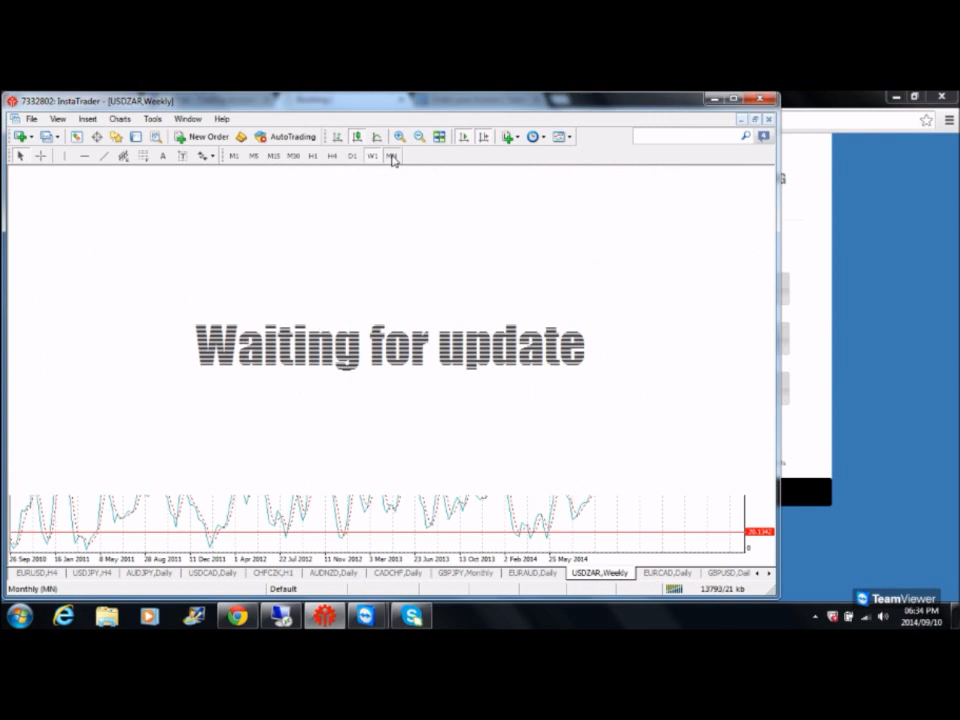 7332802: InstaTrader - [USDZAR,Weekly]
File View Insert Charts Tools Window Help
New Order AutoTrading 4
A T M1 M5 M15 M30 H1 H4 D1 W1 MN
Waiting for update
28.1342
0
26 Sep 2010 16 Jan 2011 8 May 2011 28 Aug 2011 11 Dec 2011 1 Apr 2012 22 Jul 2012 11 Nov 2012 3 Mar 2013 23 Jun 2013 13 Oct 2013 2 Feb 2014 25 May 2014
EURUSD,H4 USDJPY,H4 AUDJPY,Daily USDCAD,Daily CHFCZK,H1 AUDNZD,Daily CADCHF,Daily GBPJPY,Monthly EURAUD,Daily USDZAR,Weekly EURCAD,Daily GBPUSD,Dail
Monthly (MN) Default 13793/21 kb
TeamViewer
06:34 PM
2014/09/10